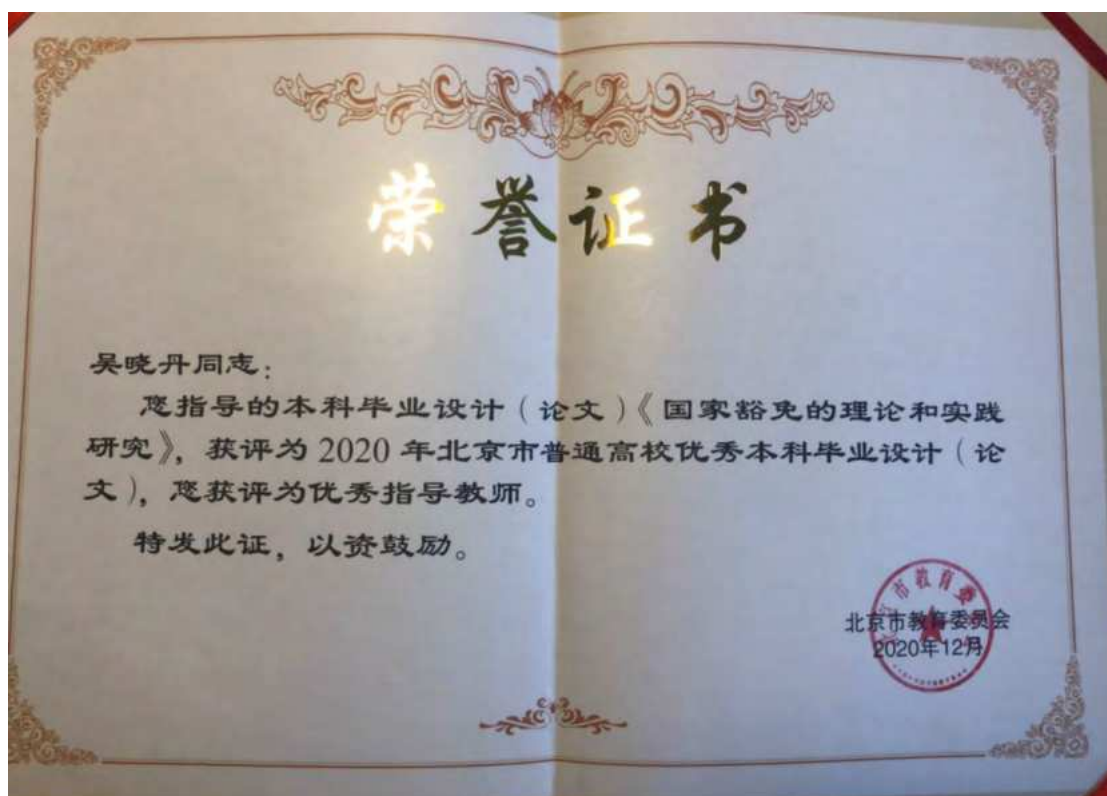 荣誉证书
吴晓丹同志：
您指导的本科毕业设计（论文）《国家豁免的理论和实践
研究》，获评为 2020 年北京市普通高校优秀本科毕业设计（论
文），您获评为优秀指导教师。
特发此证，以资鼓励。
北京市教育委员会
2020年12月